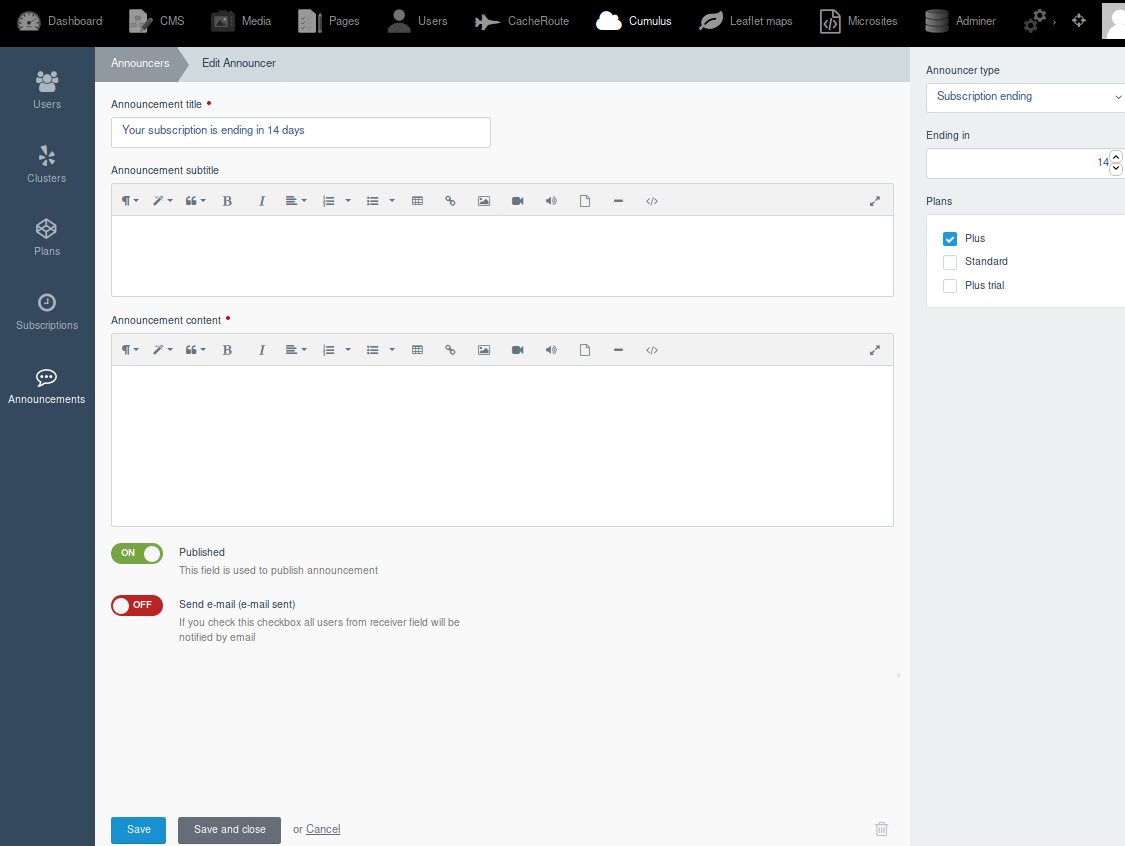 Dashboard CMS Media Pages Users CacheRoute Cumulus Leaflet maps Microsites Adminer
Users
Clusters
Plans
Subscriptions
Announcements
Announcers Edit Announcer
Announcement title
Your subscription is ending in 14 days
Announcement subtitle
B I
Announcement content
B I
ON Published
This field is used to publish announcement
OFF Send e-mail (e-mail sent)
If you check this checkbox all users from receiver field will be
notified by email
Save Save and close or Cancel
Announcer type
Subscription ending
Ending in
14
Plans
Plus
Standard
Plus trial